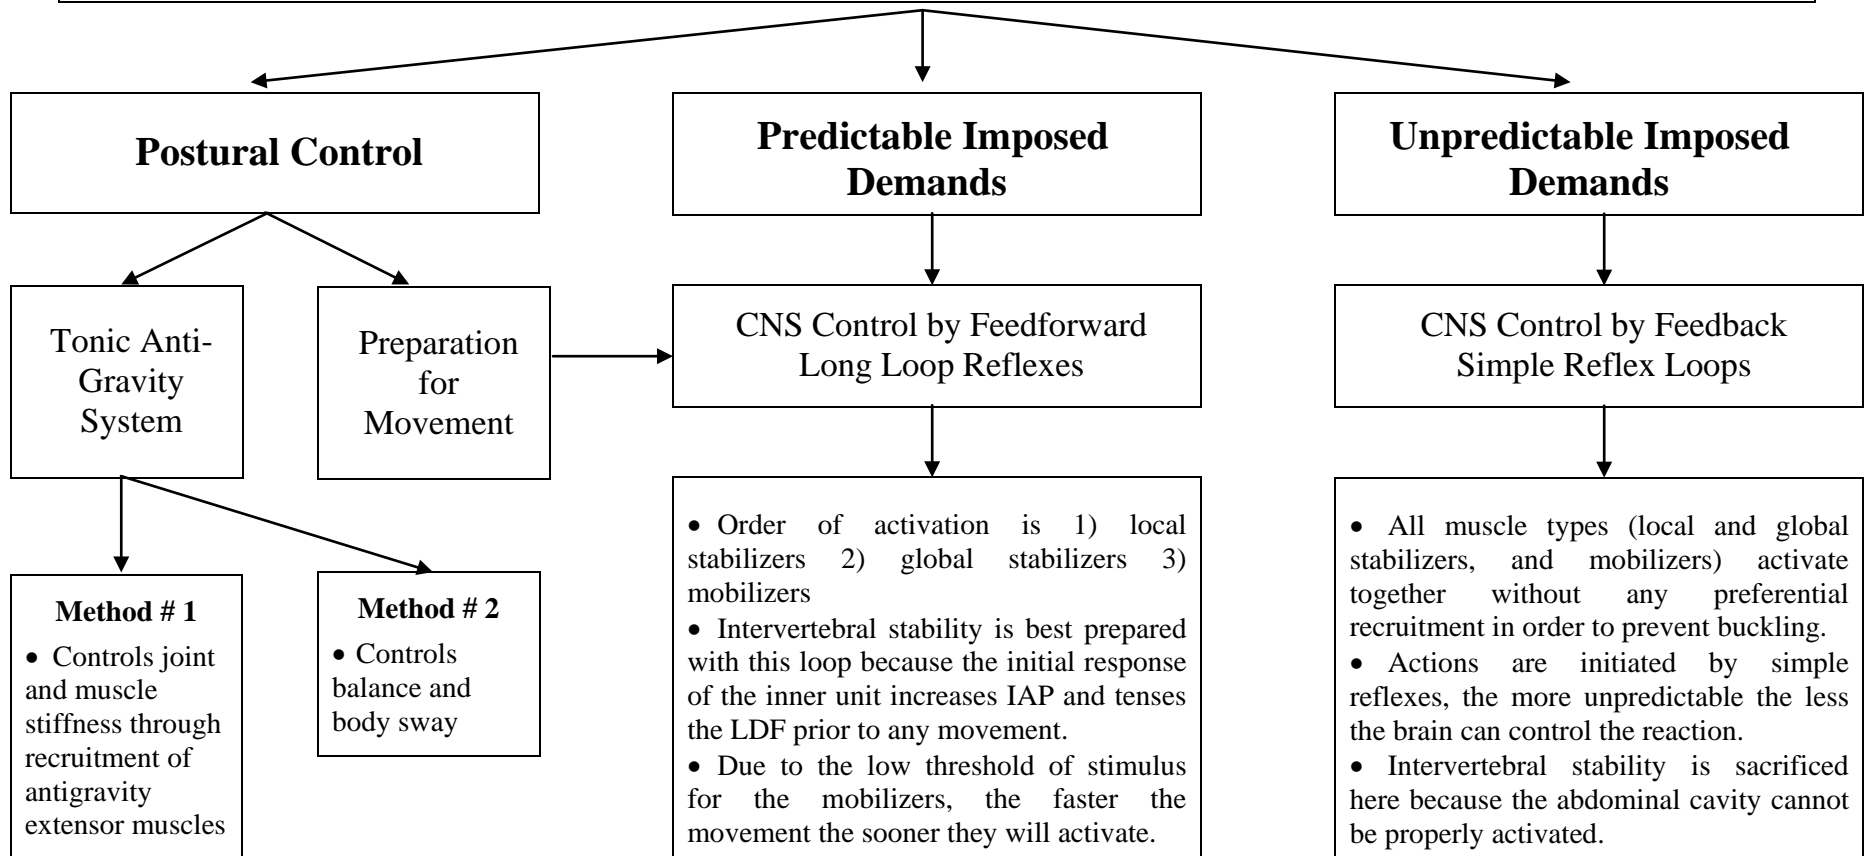 Postural Control
Predictable Imposed
Demands
Unpredictable Imposed
Demands
Tonic Anti-
Gravity
System
Preparation
for
Movement
CNS Control by Feedforward
Long Loop Reflexes
CNS Control by Feedback
Simple Reflex Loops
Method # 1
• Controls joint
and muscle
stiffness through
recruitment of
antigravity
extensor muscles
Method # 2
• Controls
balance and
body sway
• Order of activation is 1) local
stabilizers 2) global stabilizers 3)
mobilizers
• Intervertebral stability is best prepared
with this loop because the initial response
of the inner unit increases IAP and tenses
the LDF prior to any movement.
• Due to the low threshold of stimulus
for the mobilizers, the faster the
movement the sooner they will activate.
• All muscle types (local and global
stabilizers, and mobilizers) activate
together without any preferential
recruitment in order to prevent buckling.
• Actions are initiated by simple
reflexes, the more unpredictable the less
the brain can control the reaction.
• Intervertebral stability is sacrificed
here because the abdominal cavity cannot
be properly activated.